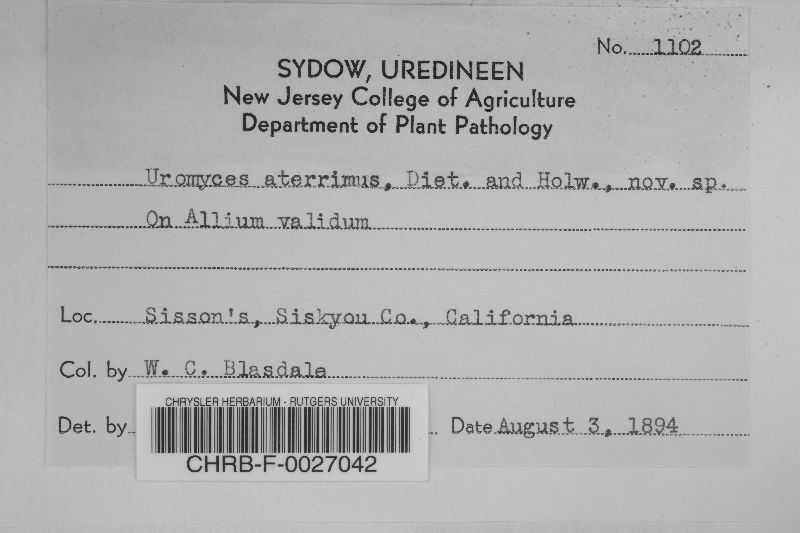 No. 1102
SYDOW, UREDINEEN
New Jersey College of Agriculture
Department of Plant Pathology
Uromyces aterrimus, Diet. and Holw., nov. sp.
On Allium validum
Loc. Sisson's, Siskyou Co., California
Col. by W. C. Blasdale
Det. by
Date August 3, 1894
CHRYSLER HERBARIUM - RUTGERS UNIVERSITY
CHRB-F-0027042